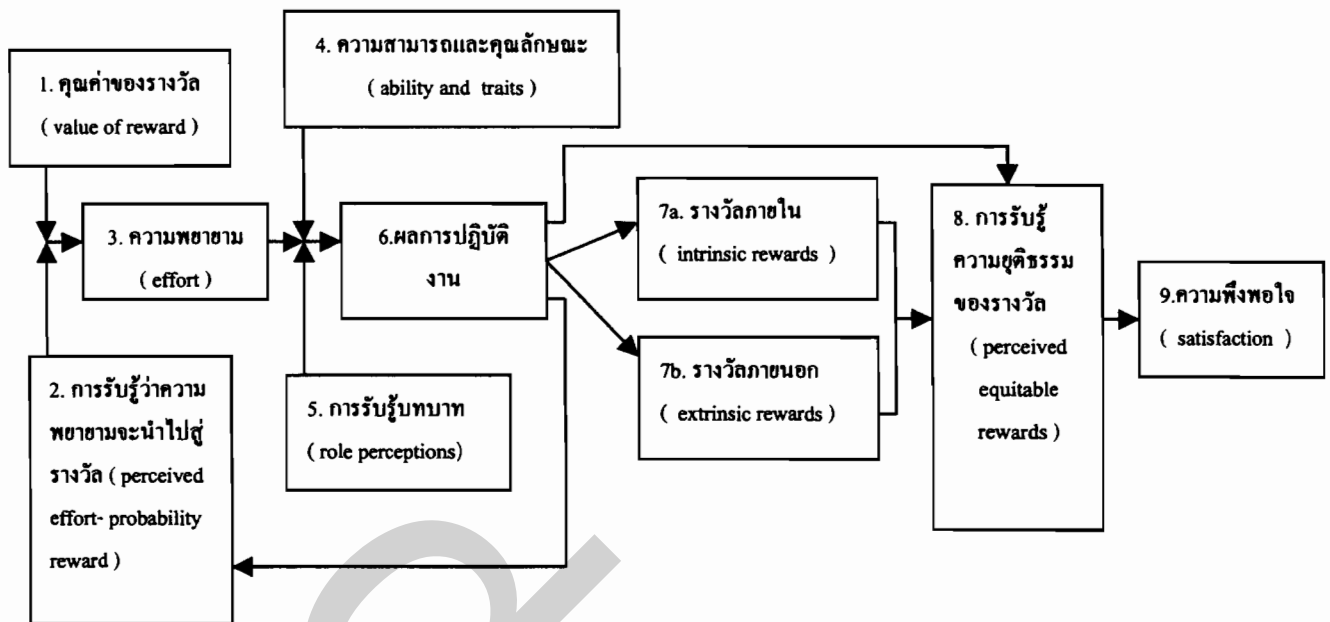 1. คุณค่าของรางวัล
( value of reward )
2. การรับรู้ว่าความ
พยายามจะนำไปสู่
รางวัล ( perceived
effort- probability
reward )
3. ความพยายาม
( effort )
4. ความสามารถและคุณลักษณะ
( ability and traits )
5. การรับรู้บทบาท
( role perceptions)
6.ผลการปฏิบัติ
งาน
7a. รางวัลภายใน
( intrinsic rewards )
7b. รางวัลภายนอก
( extrinsic rewards )
8. การรับรู้
ความยุติธรรม
ของรางวัล
( perceived
equitable
rewards )
9.ความพึงพอใจ
( satisfaction )